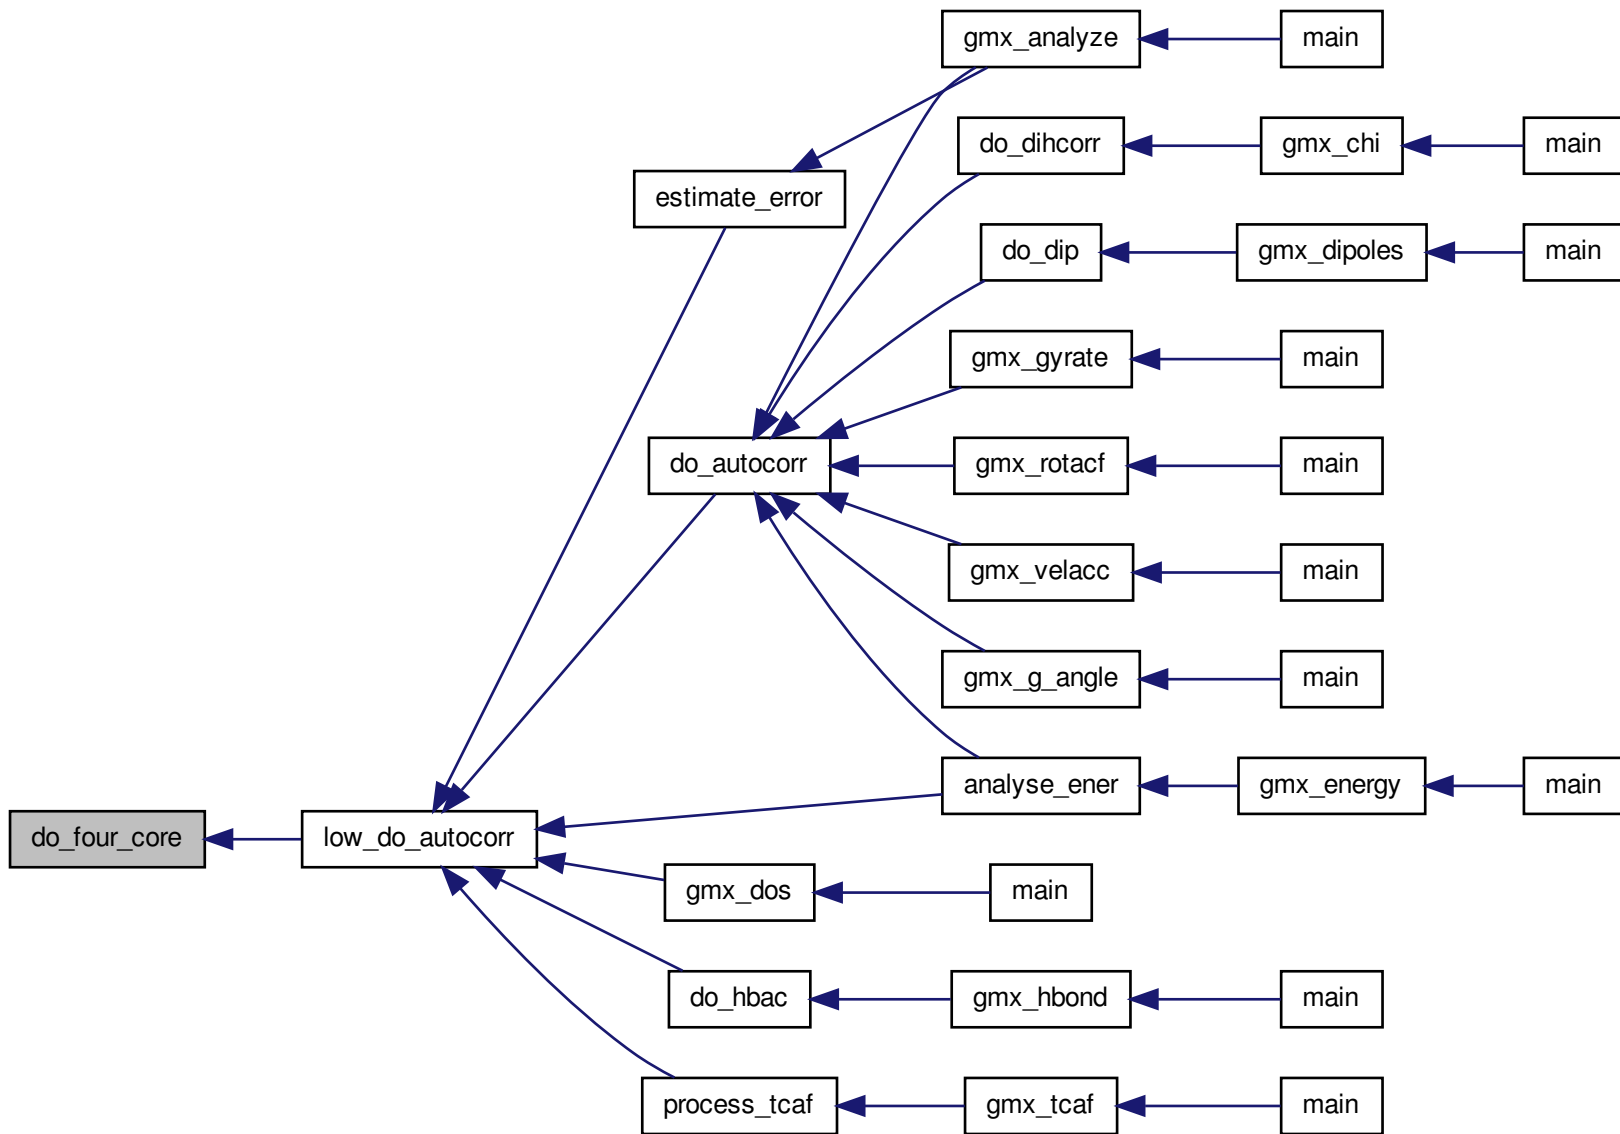 gmx_analyze
main
do_dihcorr
gmx_chi
main
estimate_error
do_dip
gmx_dipoles
main
gmx_gyrate
main
do_autocorr
gmx_rotacf
main
gmx_velacc
main
gmx_g_angle
main
analyse_ener
gmx_energy
main
do_four_core
low_do_autocorr
gmx_dos
main
do_hbac
gmx_hbond
main
process_tcaf
gmx_tcaf
main